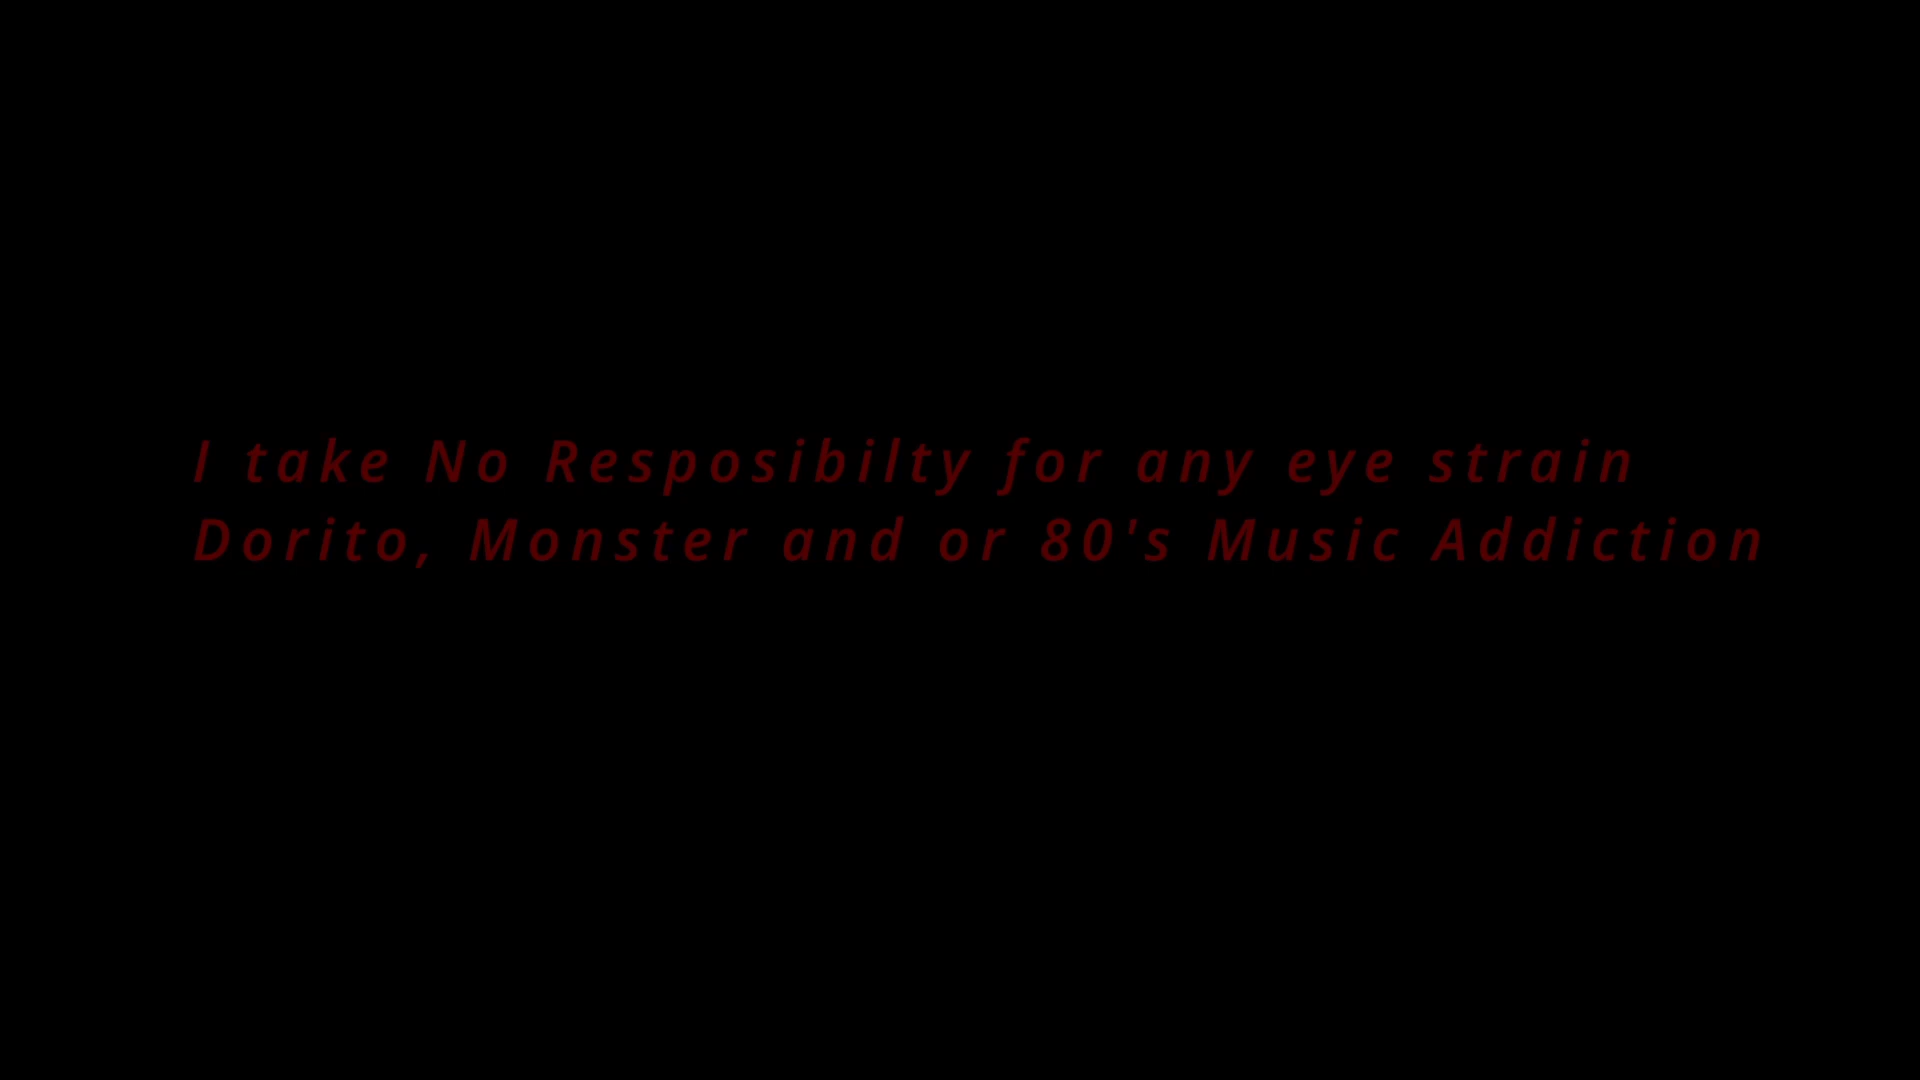 I take No Resposibilty for any eye strain
Dorito, Monster and or 80's Music Addiction